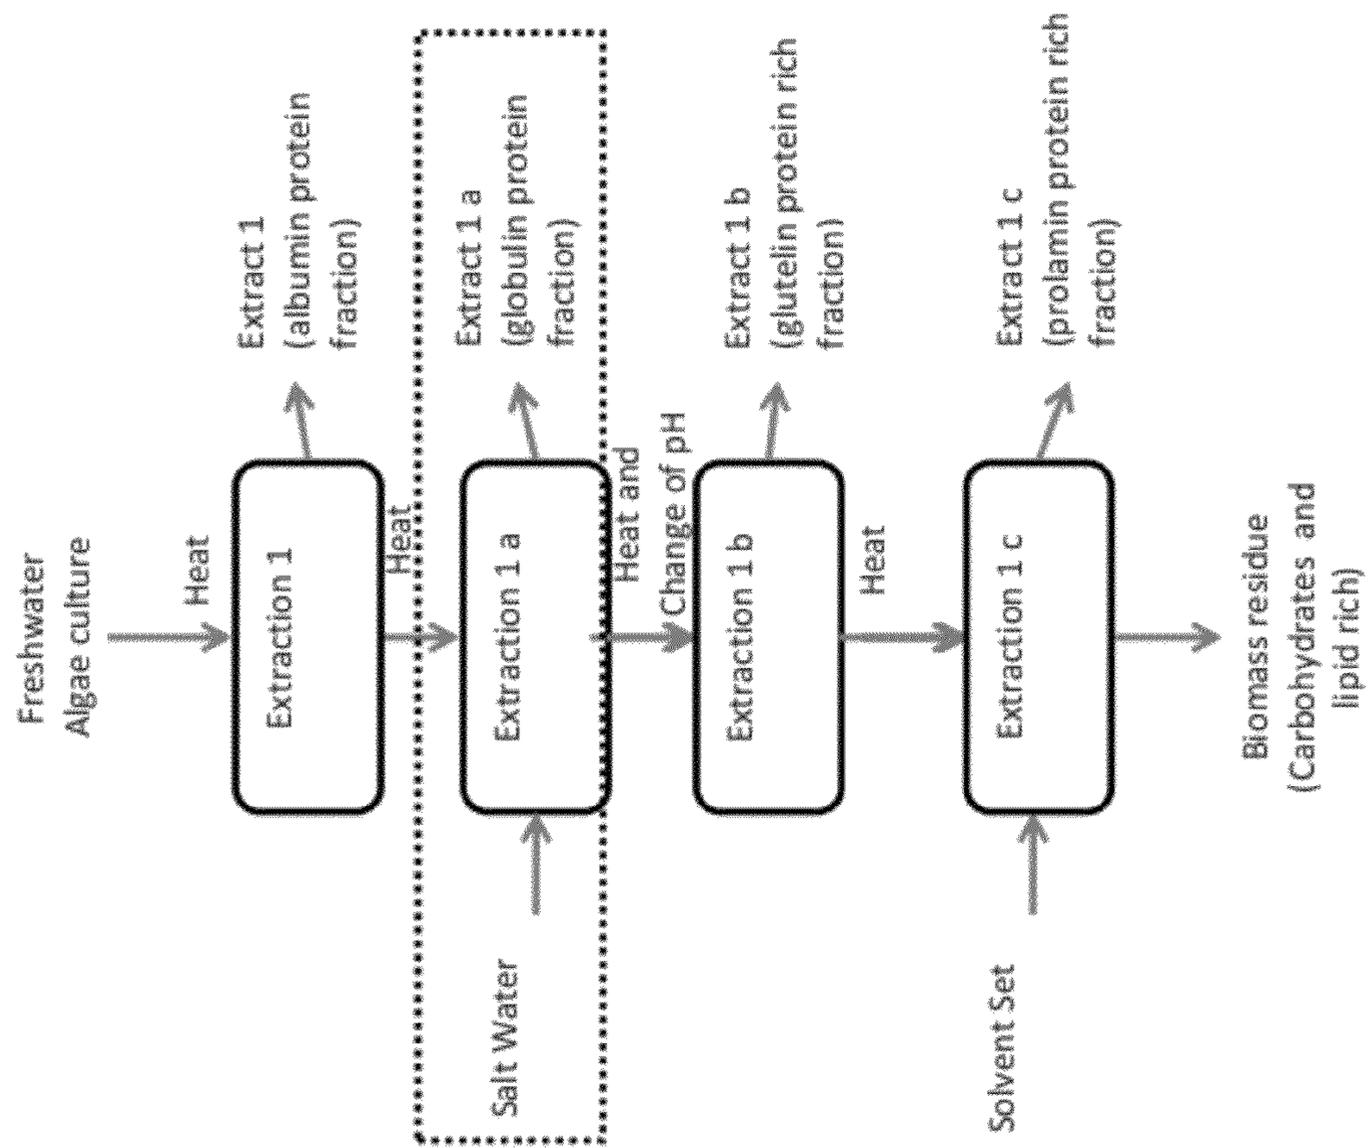 Freshwater
Algae culture
Heat
Extraction 1
Extract 1
(albumin protein
fraction)
Heat
Salt Water
Extraction 1 a
Extract 1 a
(globulin protein
fraction)
Heat and
Change of pH
Extraction 1 b
Extract 1 b
(glutelin protein rich
fraction)
Heat
Solvent Set
Extraction 1 c
Extract 1 c
(prolamin protein rich
fraction)
Biomass residue
(Carbohydrates and
lipid rich)